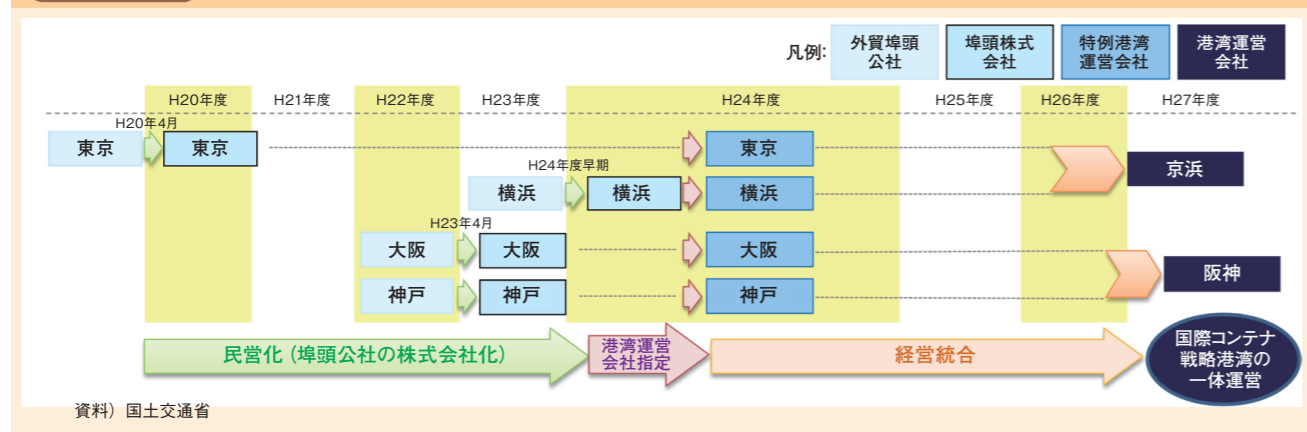 凡例:
外貿埠頭
公社
埠頭株式
会社
特例港湾
運営会社
港湾運営
会社
H20年度
H21年度
H22年度
H23年度
H24年度
H25年度
H26年度
H27年度
H20年4月
東京
東京
東京
京浜
H24年度早期
横浜
横浜
横浜
H23年4月
大阪
大阪
大阪
阪神
神戸
神戸
神戸
民営化（埠頭公社の株式会社化）
港湾運営
会社指定
経営統合
国際コンテナ
戦略港湾の
一体運営
資料）国土交通省